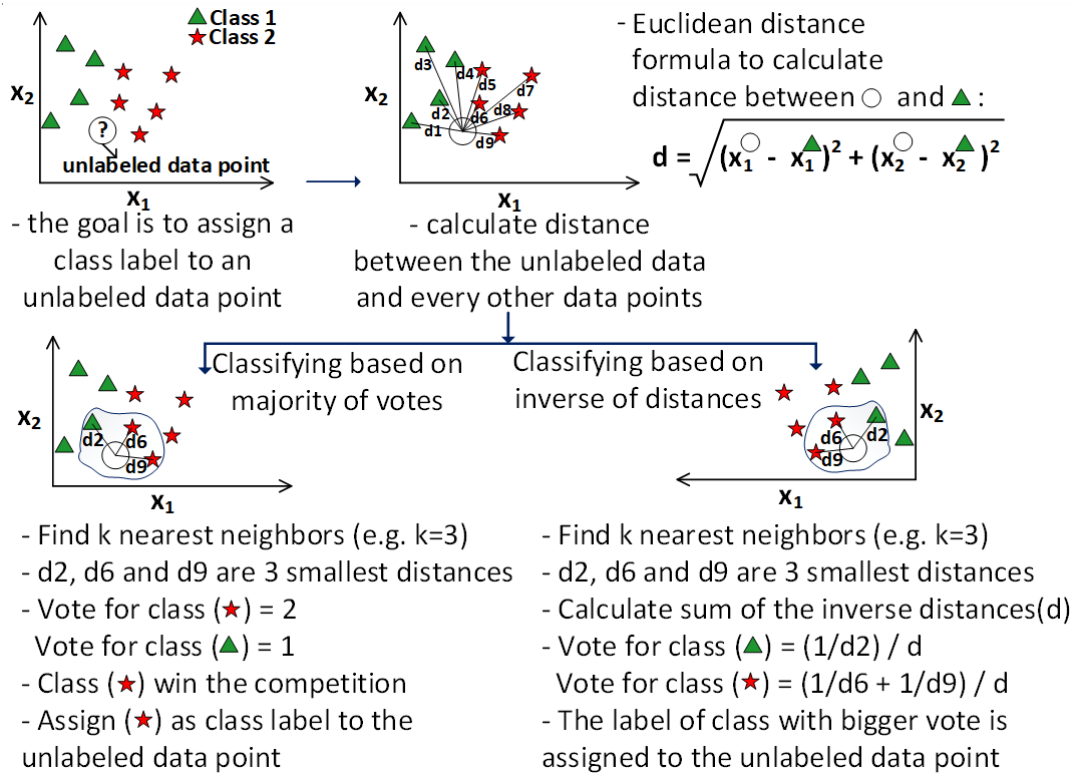 Class 1
Class 2
x2
?
unlabeled data point
x1
- the goal is to assign a
class label to an
unlabeled data point
d3
d4
d5
d7
x2
d2
d8
d6
d1
d9
x1
- calculate distance
between the unlabeled data
and every other data points
- Euclidean distance
formula to calculate
distance between ○ and ▲ :
d = √(x₁○ - x₁▲)² + (x₂○ - x₂▲)²
Classifying based on
majority of votes
x2
d2
d6
d9
x1
- Find k nearest neighbors (e.g. k=3)
- d2, d6 and d9 are 3 smallest distances
- Vote for class (★) = 2
Vote for class (▲) = 1
- Class (★) win the competition
- Assign (★) as class label to the
unlabeled data point
Classifying based on
inverse of distances
x2
d6
d2
d9
x1
- Find k nearest neighbors (e.g. k=3)
- d2, d6 and d9 are 3 smallest distances
- Calculate sum of the inverse distances(d)
- Vote for class (▲) = (1/d2) / d
Vote for class (★) = (1/d6 + 1/d9) / d
- The label of class with bigger vote is
assigned to the unlabeled data point